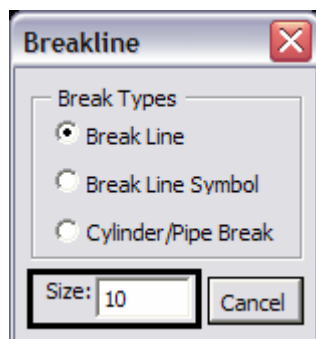 Breakline
Break Types
Break Line
Break Line Symbol
Cylinder/Pipe Break
Size: 10
Cancel